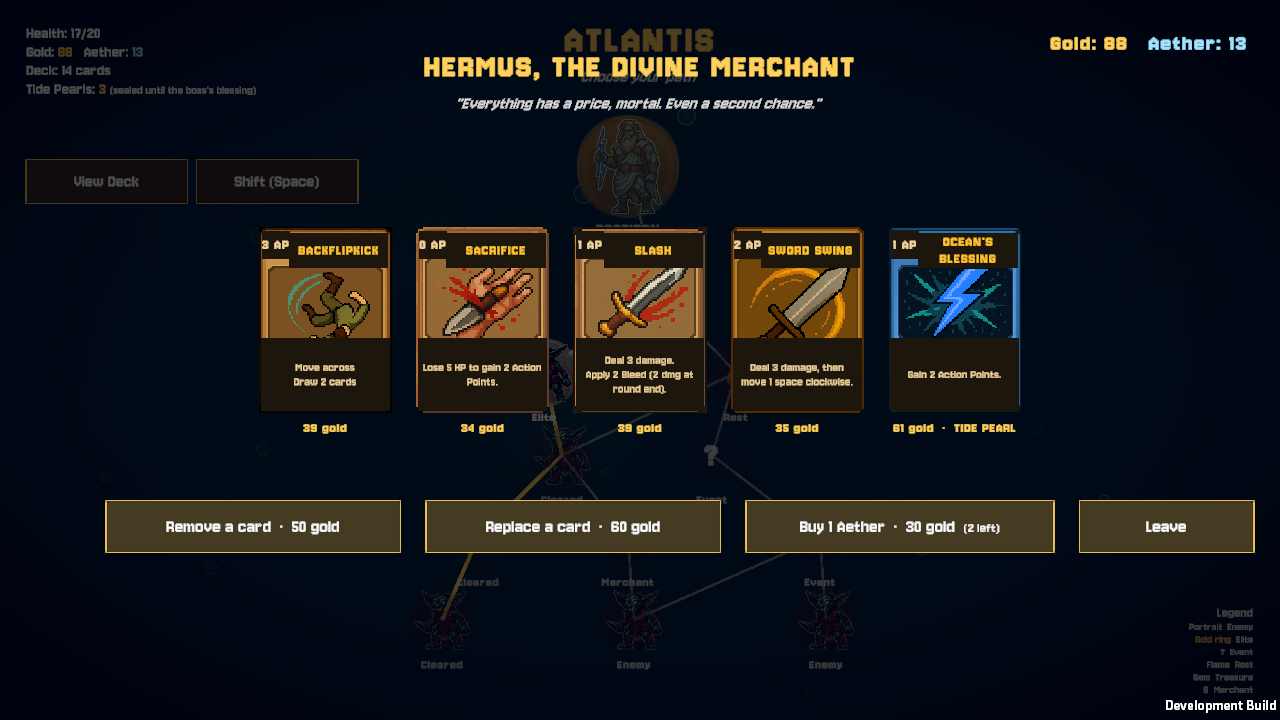 Health: 17/20
Gold: 88 Aether: 13
Deck: 14 cards
Tide Pearls: 3 (sealed until the boss's blessing)
ATLANTIS
choose your path
HERMUS, THE DIVINE MERCHANT
"Everything has a price, mortal. Even a second chance."
Gold: 88 Aether: 13
View Deck
Shift (Space)
3 AP BACKFLIPKICK
Move across
Draw 2 cards
39 gold
0 AP SACRIFICE
Lose 5 HP to gain 2 Action
Points.
34 gold
1 AP SLASH
Deal 3 damage.
Apply 2 Bleed (2 dmg at
round end).
39 gold
2 AP SWORD SWING
Deal 3 damage, then
move 1 space clockwise.
35 gold
1 AP OCEAN'S
BLESSING
Gain 2 Action Points.
61 gold · TIDE PEARL
Elite
Rest
?
Cleared
Event
Remove a card · 50 gold
Replace a card · 60 gold
Buy 1 Aether · 30 gold (2 left)
Leave
Cleared
Merchant
Event
Cleared
Enemy
Enemy
Legend
Portrait Enemy
Gold ring Elite
? Event
Flame Rest
Gem Treasure
$ Merchant
Development Build